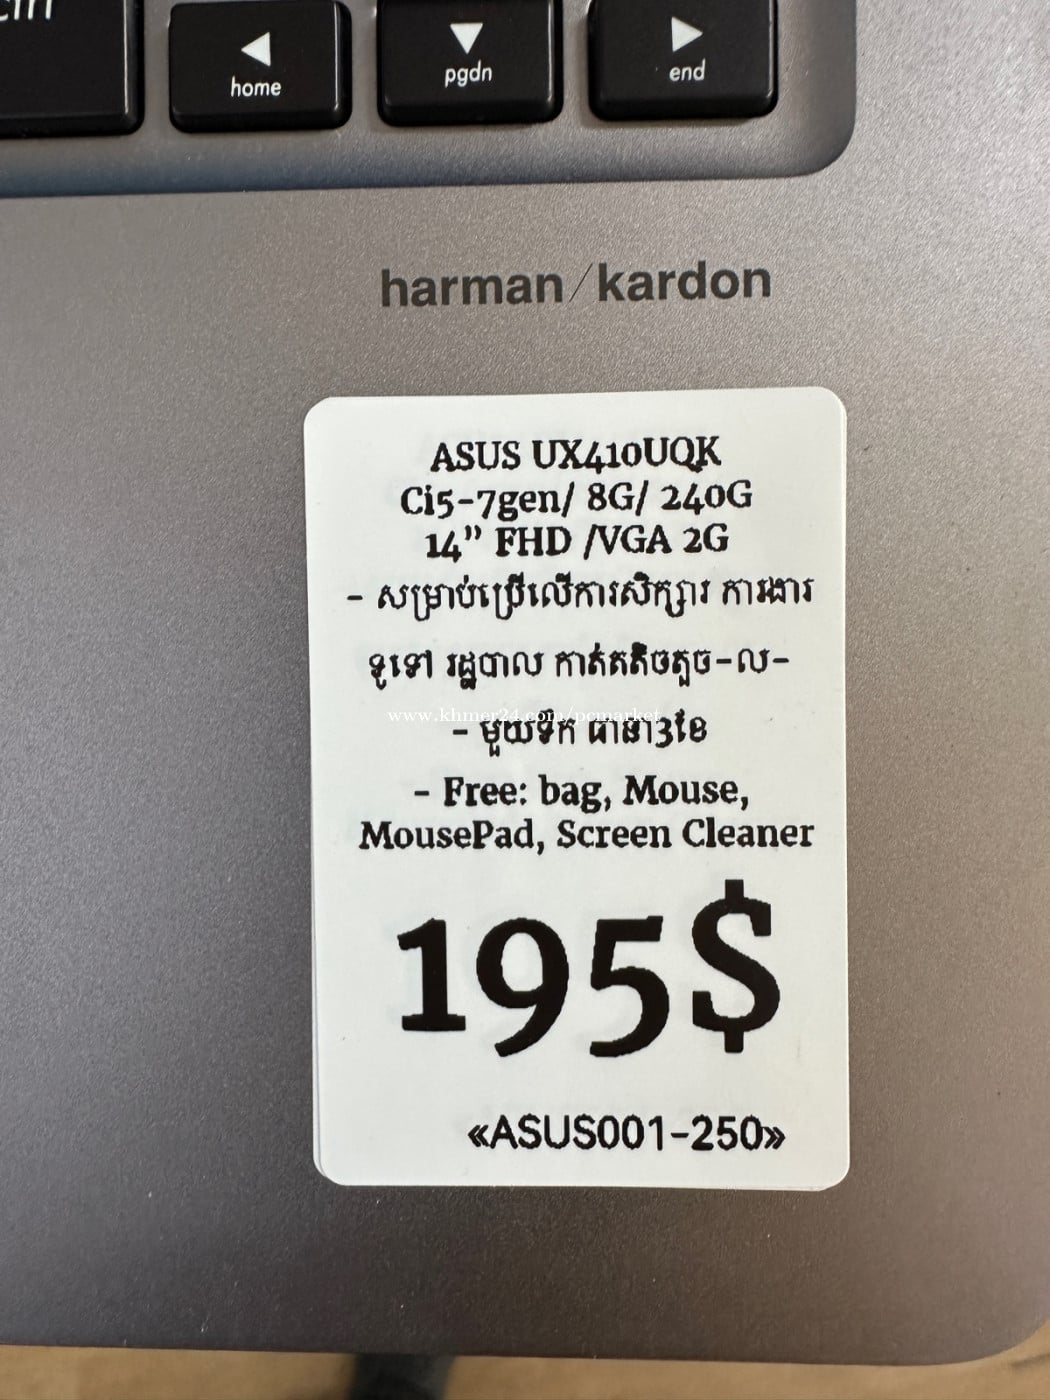 home
pgdn
end
harman/kardon
ASUS UX410UQK
Ci5-7gen/ 8G/ 240G
14” FHD /VGA 2G
- សម្រាប់ប្រើលើការសិក្សារ ការងារ
ទូទៅ រដ្ឋបាល កាត់តតិចតួច-ល-
www.khmer24.com/pcmarket
- មួយទឹក ធានា3ខែ
- Free: bag, Mouse,
MousePad, Screen Cleaner
195$
«ASUS001-250»